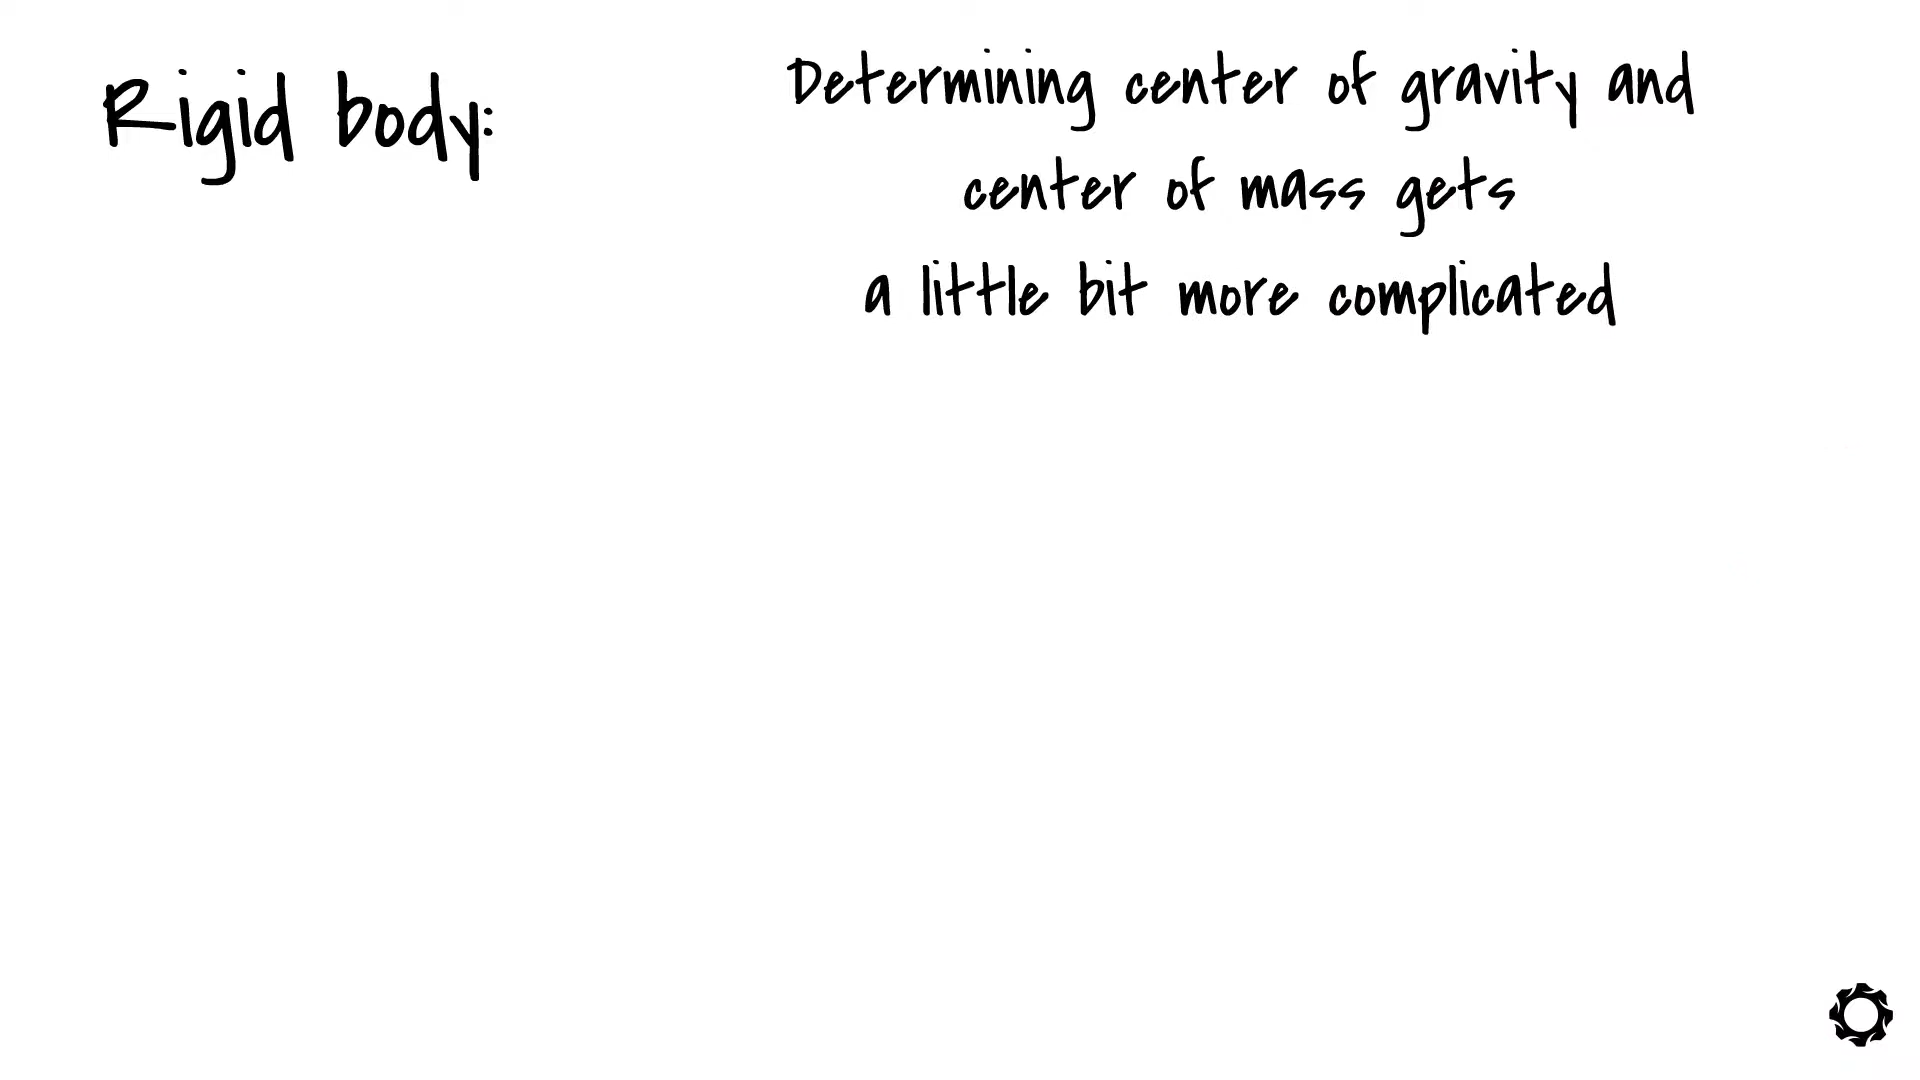 Rigid body:
Determining center of gravity and
center of mass gets
a little bit more complicated